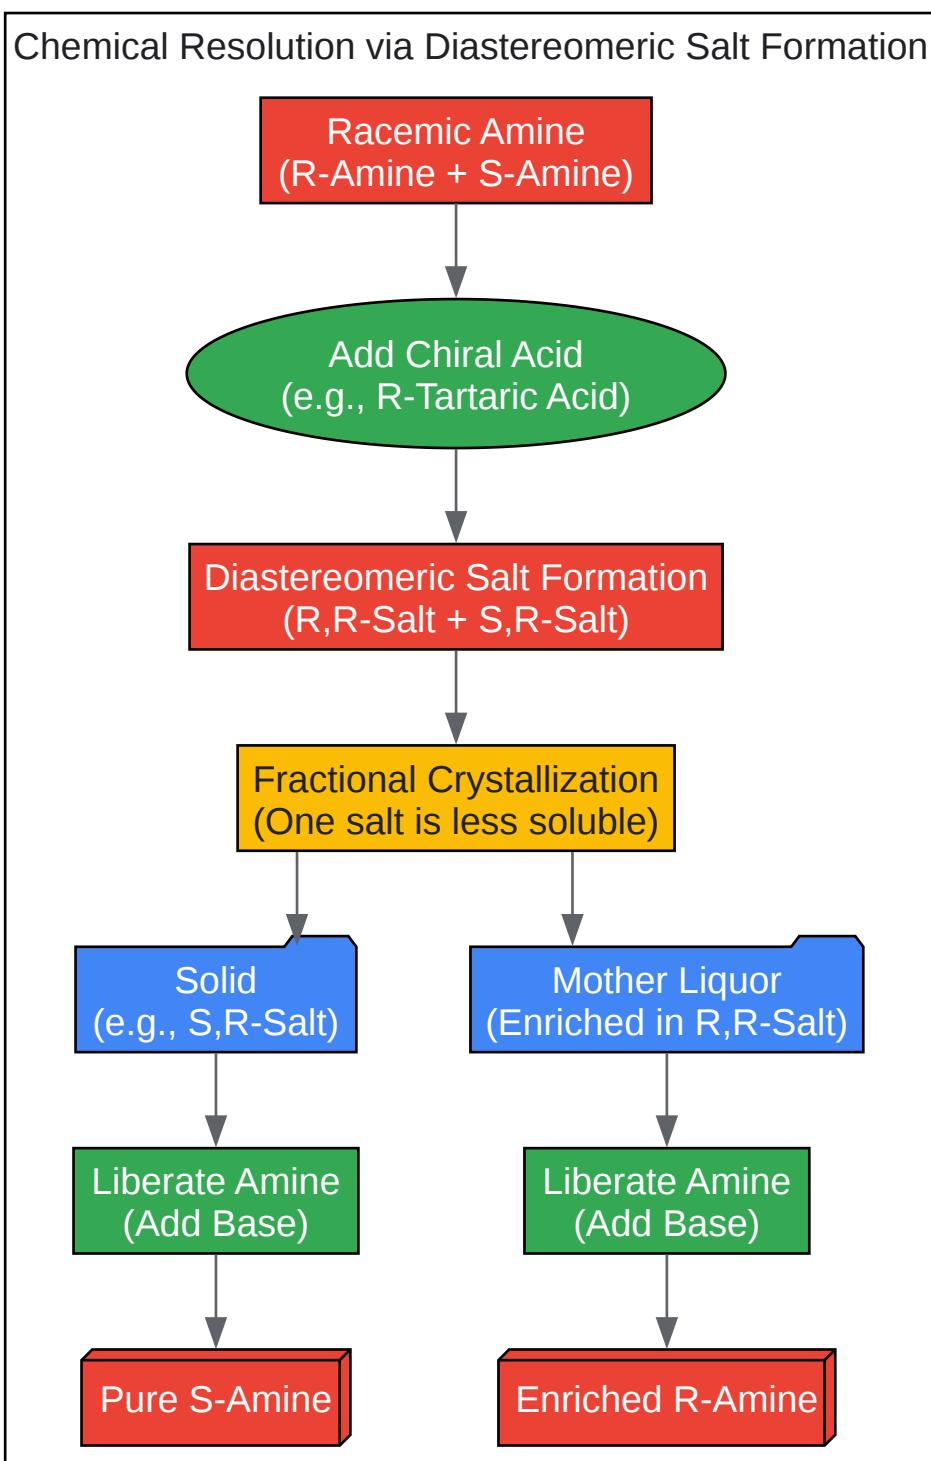 Chemical Resolution via Diastereomeric Salt Formation
Racemic Amine
(R-Amine + S-Amine)
Add Chiral Acid
(e.g., R-Tartaric Acid)
Diastereomeric Salt Formation
(R,R-Salt + S,R-Salt)
Fractional Crystallization
(One salt is less soluble)
Solid
(e.g., S,R-Salt)
Mother Liquor
(Enriched in R,R-Salt)
Liberate Amine
(Add Base)
Liberate Amine
(Add Base)
Pure S-Amine
Enriched R-Amine